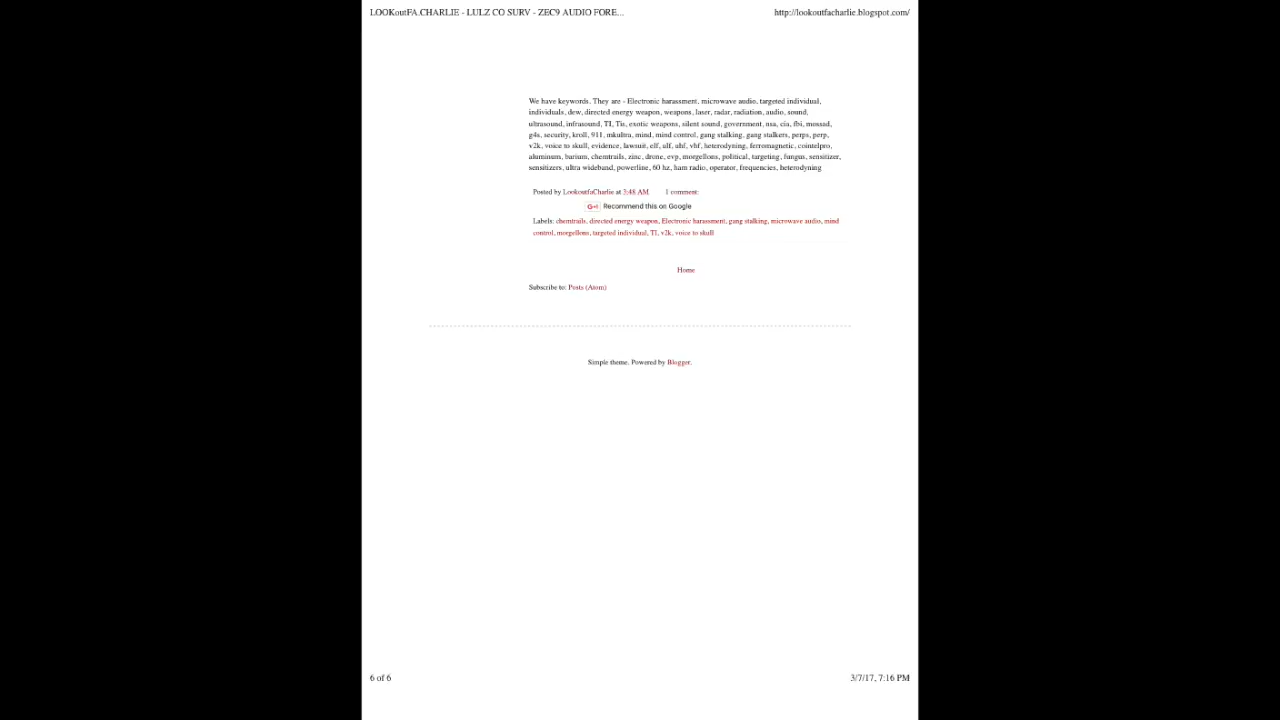 LOOKoutFA.CHARLIE - LULZ CO SURV - ZEC9 AUDIO FORE...
http://lookoutfacharlie.blogspot.com/
We have keywords. They are - Electronic harassment, microwave audio, targeted individual,
individuals, dew, directed energy weapon, weapons, laser, radar, radiation, audio, sound,
ultrasound, infrasound, TI, Tis, exotic weapons, silent sound, government, nsa, cia, fbi, mossad,
g4s, security, kroll, 911, mkultra, mind, mind control, gang stalking, gang stalkers, perps, perp,
v2k, voice to skull, evidence, lawsuit, elf, alf, uhf, vhf, heterodyning, ferromagnetic, cointelpro,
aluminum, barium, chemtrails, zinc, drone, evp, morgellons, political, targeting, fungus, sensitizer,
sensitizers, ultra wideband, powerline, 60 hz, ham radio, operator, frequencies, heterodyning
Posted by LookoutfaCharlie at 3:48 AM 1 comment:
G+1 Recommend this on Google
Labels: chemtrails, directed energy weapon, Electronic harassment, gang stalking, microwave audio, mind
control, morgellons, targeted individual, TI, v2k, voice to skull
Home
Subscribe to: Posts (Atom)
Simple theme. Powered by Blogger.
6 of 6
3/7/17, 7:16 PM